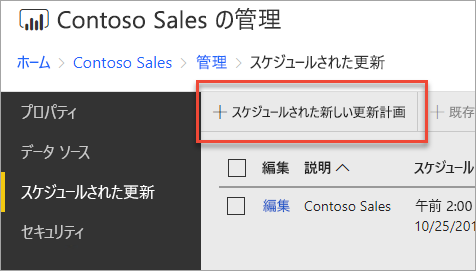 Contoso Sales の管理
ホーム > Contoso Sales > 管理 > スケジュールされた更新
プロパティ
データ ソース
スケジュールされた更新
セキュリティ
+ スケジュールされた新しい更新計画
+ 既存
編集 説明 ヘ スケジュール
編集 Contoso Sales 午前 2:00
10/25/201